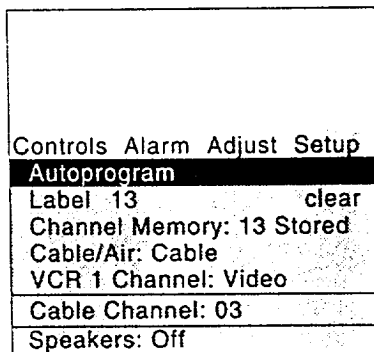 Controls Alarm Adjust Setup
Autoprogram
Label 13 clear
Channel Memory: 13 Stored
Cable/Air: Cable
VCR 1 Channel: Video
Cable Channel: 03
Speakers: Off